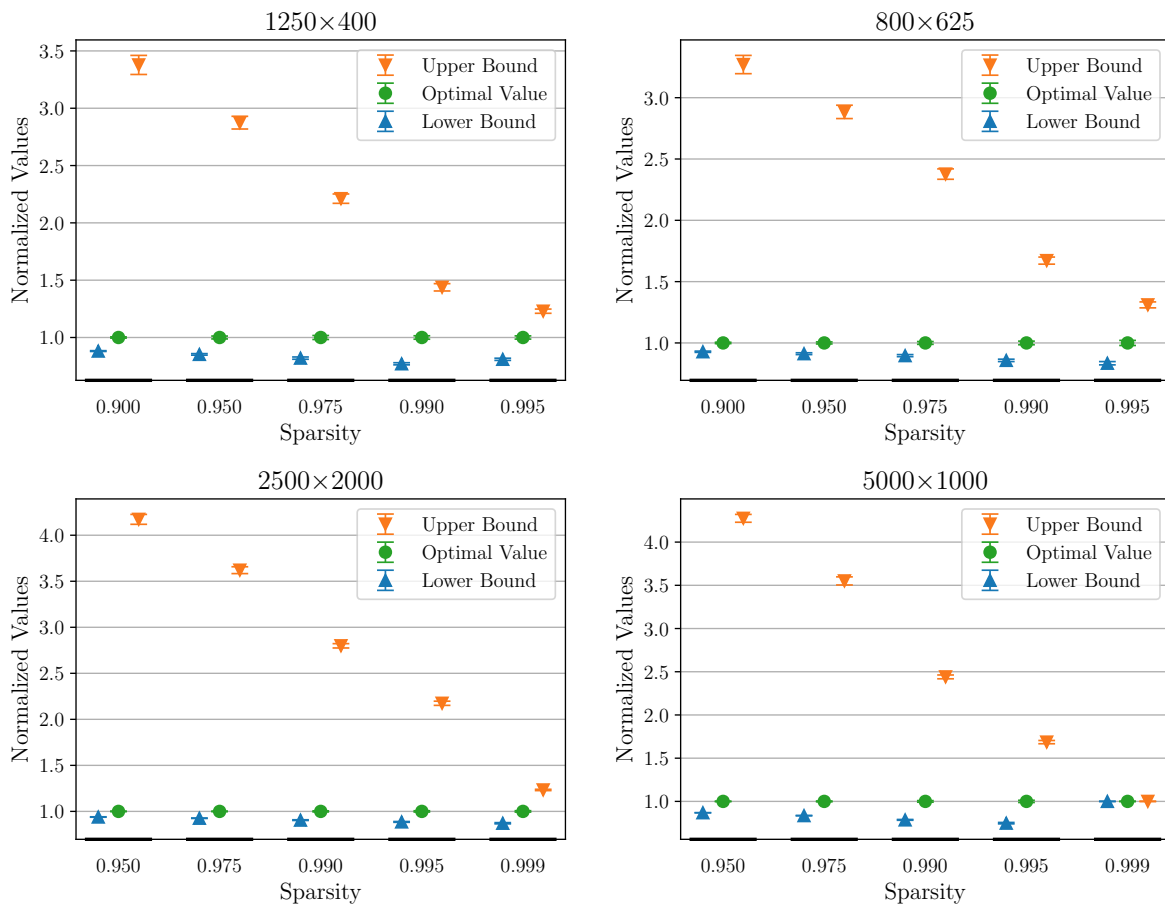 1250×400
3.5
3.0
2.5
2.0
1.5
1.0
Normalized Values
Upper Bound
Optimal Value
Lower Bound
0.900 0.950 0.975 0.990 0.995
Sparsity
800×625
3.0
2.5
2.0
1.5
1.0
Normalized Values
Upper Bound
Optimal Value
Lower Bound
0.900 0.950 0.975 0.990 0.995
Sparsity
2500×2000
4.0
3.5
3.0
2.5
2.0
1.5
1.0
Normalized Values
Upper Bound
Optimal Value
Lower Bound
0.950 0.975 0.990 0.995 0.999
Sparsity
5000×1000
4.0
3.5
3.0
2.5
2.0
1.5
1.0
Normalized Values
Upper Bound
Optimal Value
Lower Bound
0.950 0.975 0.990 0.995 0.999
Sparsity